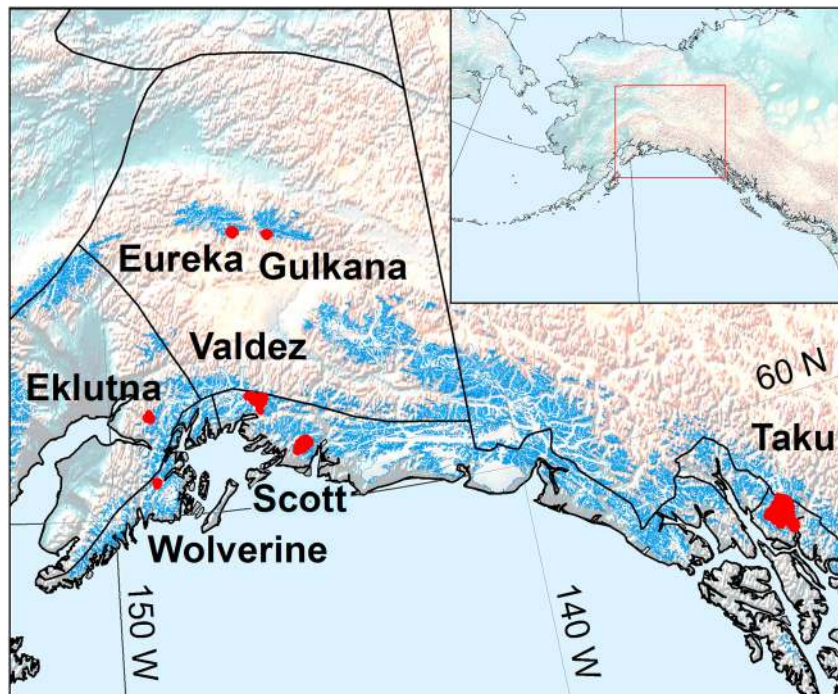 Eureka
Gulkana
Valdez
Eklutna
60 N
Taku
Scott
Wolverine
150 W
140 W